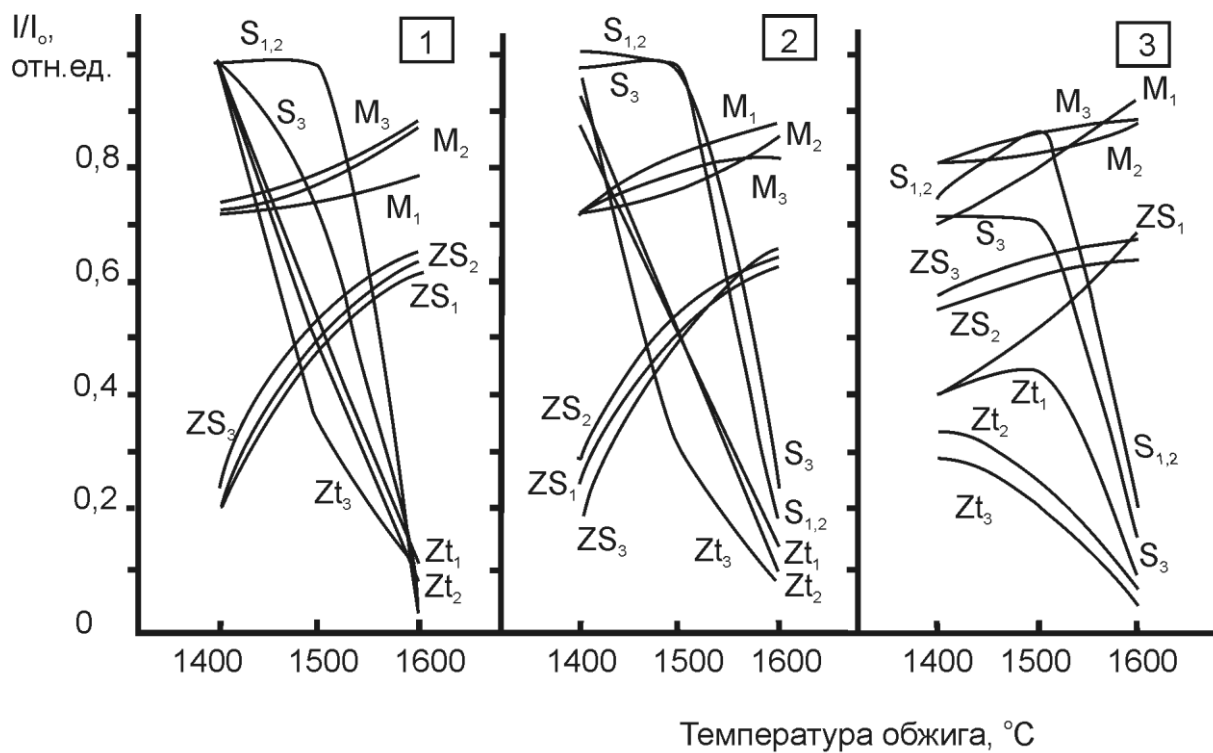 I/Iₒ,
отн.ед.
0,8
0,6
0,4
0,2
0
1
S₁,₂
S₃
M₃
M₂
M₁
ZS₂
ZS₁
ZS₃
Zt₃
Zt₁
Zt₂
1400 1500 1600
2
S₁,₂
S₃
M₁
M₂
M₃
ZS₂
ZS₁
ZS₃
S₃
S₁,₂
Zt₃
Zt₁
Zt₂
1400 1500 1600
3
M₁
M₃
M₂
S₁,₂
S₃
ZS₁
ZS₃
ZS₂
Zt₁
Zt₂
Zt₃
S₁,₂
S₃
1400 1500 1600
Температура обжига, °С